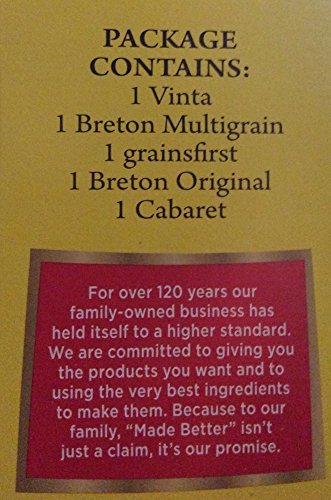 PACKAGE
CONTAINS:
1 Vinta
1 Breton Multigrain
1 grainsfirst
1 Breton Original
1 Cabaret
For over 120 years our
family-owned business has
held itself to a higher standard.
We are committed to giving you
the products you want and to
using the very best ingredients
to make them. Because to our
family, “Made Better” isn’t
just a claim, it’s our promise.